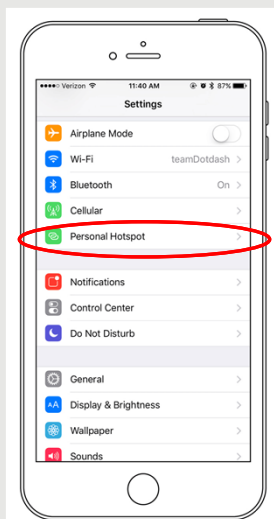 Verizon 11:40 AM 87%
Settings
Airplane Mode
Wi-Fi teamDotdash
Bluetooth On
Cellular
Personal Hotspot
Notifications
Control Center
Do Not Disturb
General
AA Display & Brightness
Wallpaper
Sounds